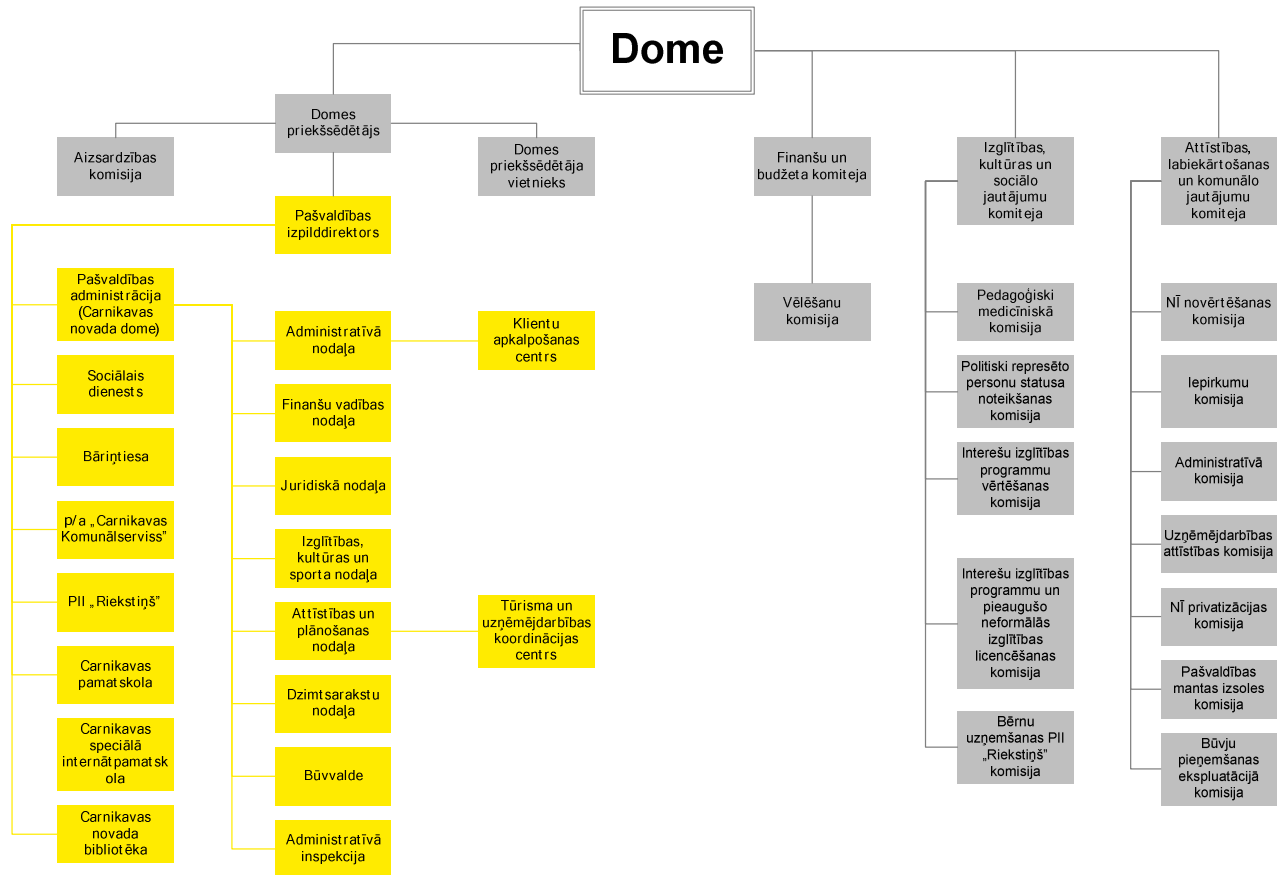 Dome
Domes
priekšsēdētājs
Aizsardzības
komisija
Domes
priekšsēdētāja
vietnieks
Pašvaldības
izpilddirektors
Pašvaldības
administrācija
(Carnikavas
novada dome)
Sociālais
dienests
Bāriņtiesa
p/a „Carnikavas
Komunālserviss”
PII „Riekstiņš”
Carnikavas
pamatskola
Carnikavas
speciālā
internātpamatsk
ola
Carnikavas
novada
bibliotēka
Administratīvā
nodaļa
Finanšu vadības
nodaļa
Juridiskā nodaļa
Izglītības,
kultūras un
sporta nodaļa
Attīstības un
plānošanas
nodaļa
Dzimtsarakstu
nodaļa
Būvvalde
Administratīvā
inspekcija
Klientu
apkalpošanas
centrs
Tūrisma un
uzņēmējdarbības
koordinācijas
centrs
Finanšu un
budžeta komiteja
Vēlēšanu
komisija
Izglītības,
kultūras un
sociālo
jautājumu
komiteja
Pedagoģiski
medicīniskā
komisija
Politiski represēto
personu statusa
noteikšanas
komisija
Interešu izglītības
programmu
vērtēšanas
komisija
Interešu izglītības
programmu un
pieaugušo
neformālās
izglītības
licencēšanas
komisija
Bērnu
uzņemšanas PII
„Riekstiņš”
komisija
Attīstības,
labiekārtošanas
un komunālo
jautājumu
komiteja
NĪ novērtēšanas
komisija
Iepirkumu
komisija
Administratīvā
komisija
Uzņēmējdarbības
attīstības komisija
NĪ privatizācijas
komisija
Pašvaldības
mantas izsoles
komisija
Būvju
pieņemšanas
ekspluatācijā
komisija